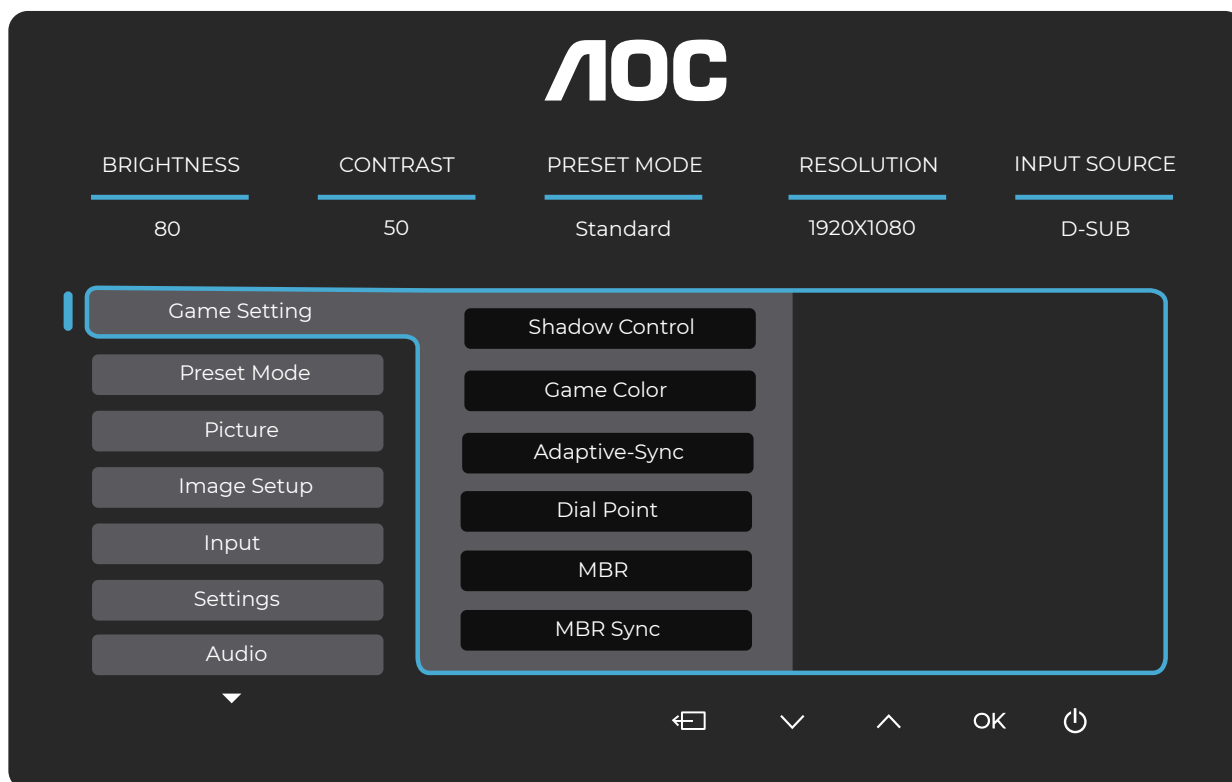 AOC
BRIGHTNESS CONTRAST PRESET MODE RESOLUTION INPUT SOURCE
80 50 Standard 1920X1080 D-SUB
Game Setting
Preset Mode
Picture
Image Setup
Input
Settings
Audio
Shadow Control
Game Color
Adaptive-Sync
Dial Point
MBR
MBR Sync
OK